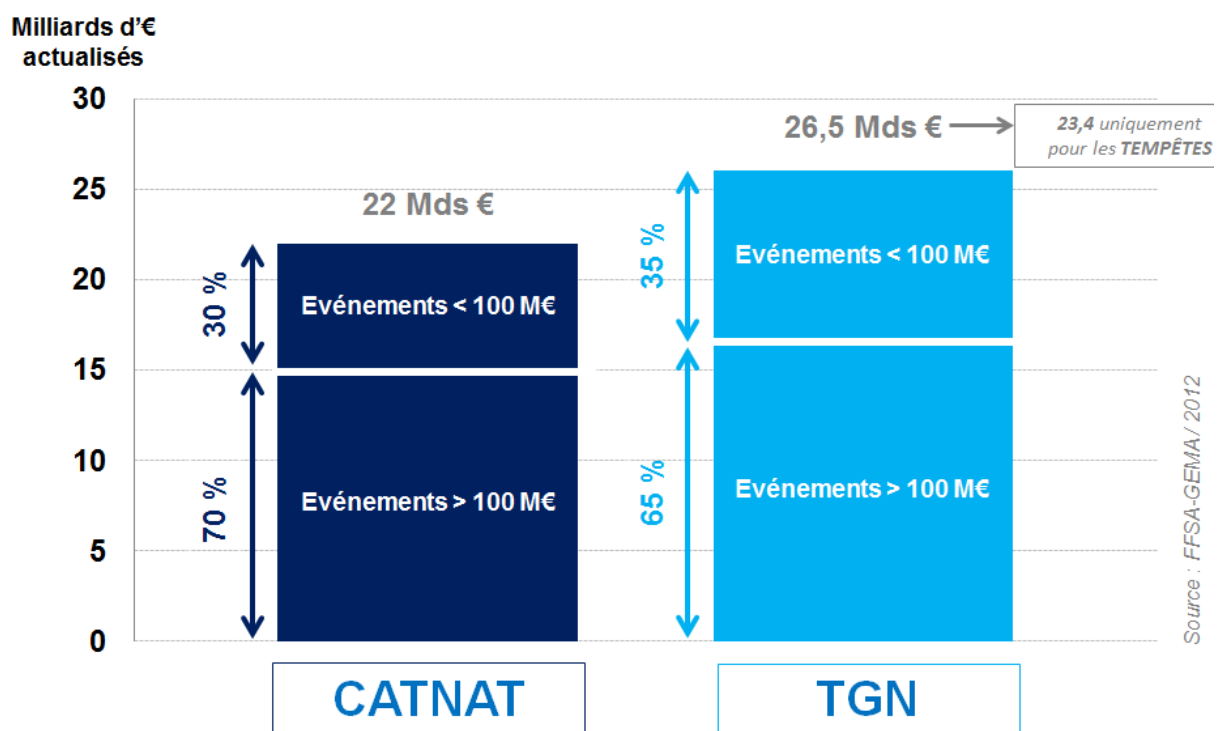 Milliards d'€
actualisés
30
25
20
15
10
5
0
22 Mds €
26,5 Mds €
23,4 uniquement
pour les TEMPÊTES
30 %
70 %
Evénements < 100 M€
Evénements > 100 M€
35 %
65 %
Evénements < 100 M€
Evénements > 100 M€
CATNAT
TGN
Source : FFSA-GEMA / 2012